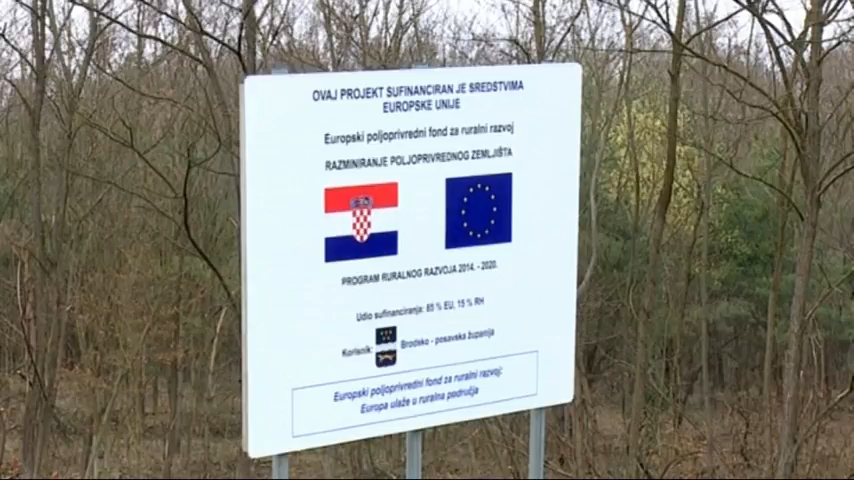 OVAJ PROJEKT SUFINANCIRAN JE SREDSTVIMA
EUROPSKE UNIJE
Europski poljoprivredni fond za ruralni razvoj
RAZMINIRANJE POLJOPRIVREDNOG ZEMLJIŠTA
PROGRAM RURALNOG RAZVOJA 2014. - 2020.
Udio sufinanciranja: 85 % EU, 15 % RH
Korisnik: Brodsko - posavska županija
Europski poljoprivredni fond za ruralni razvoj:
Europa ulaže u ruralna područja